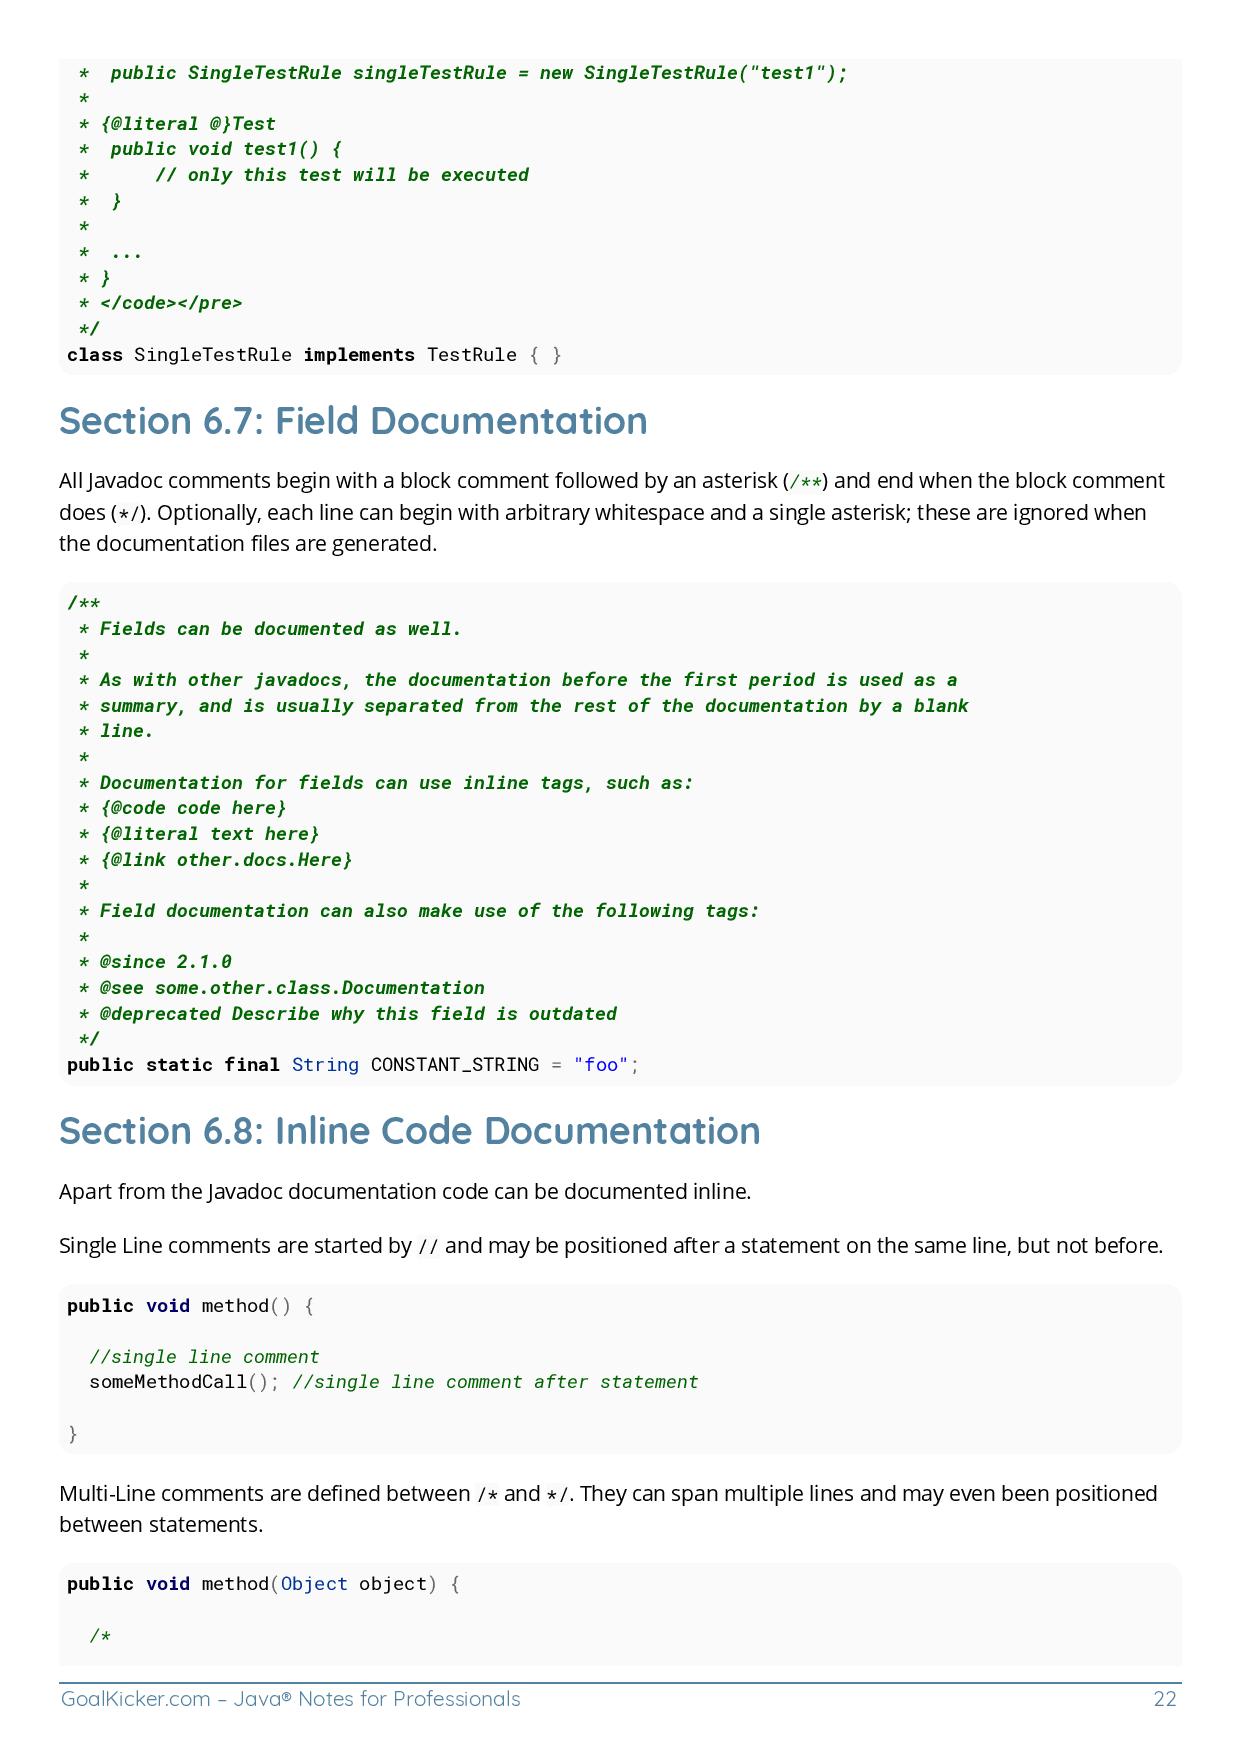 *  public SingleTestRule singleTestRule = new SingleTestRule("test1");
 *
 * {@literal @}Test
 *  public void test1() {
 *      // only this test will be executed
 *  }
 *
 *  ...
 * }
 * </code></pre>
 */
class SingleTestRule implements TestRule { }
Section 6.7: Field Documentation
All Javadoc comments begin with a block comment followed by an asterisk (/**) and end when the block comment
does (*/). Optionally, each line can begin with arbitrary whitespace and a single asterisk; these are ignored when
the documentation files are generated.
/**
 * Fields can be documented as well.
 *
 * As with other javadocs, the documentation before the first period is used as a
 * summary, and is usually separated from the rest of the documentation by a blank
 * line.
 *
 * Documentation for fields can use inline tags, such as:
 * {@code code here}
 * {@literal text here}
 * {@link other.docs.Here}
 *
 * Field documentation can also make use of the following tags:
 *
 * @since 2.1.0
 * @see some.other.class.Documentation
 * @deprecated Describe why this field is outdated
 */
public static final String CONSTANT_STRING = "foo";
Section 6.8: Inline Code Documentation
Apart from the Javadoc documentation code can be documented inline.
Single Line comments are started by // and may be positioned after a statement on the same line, but not before.
public void method() {
  //single line comment
  someMethodCall(); //single line comment after statement
}
Multi-Line comments are defined between /* and */. They can span multiple lines and may even been positioned
between statements.
public void method(Object object) {
  /*
GoalKicker.com – Java® Notes for Professionals 22